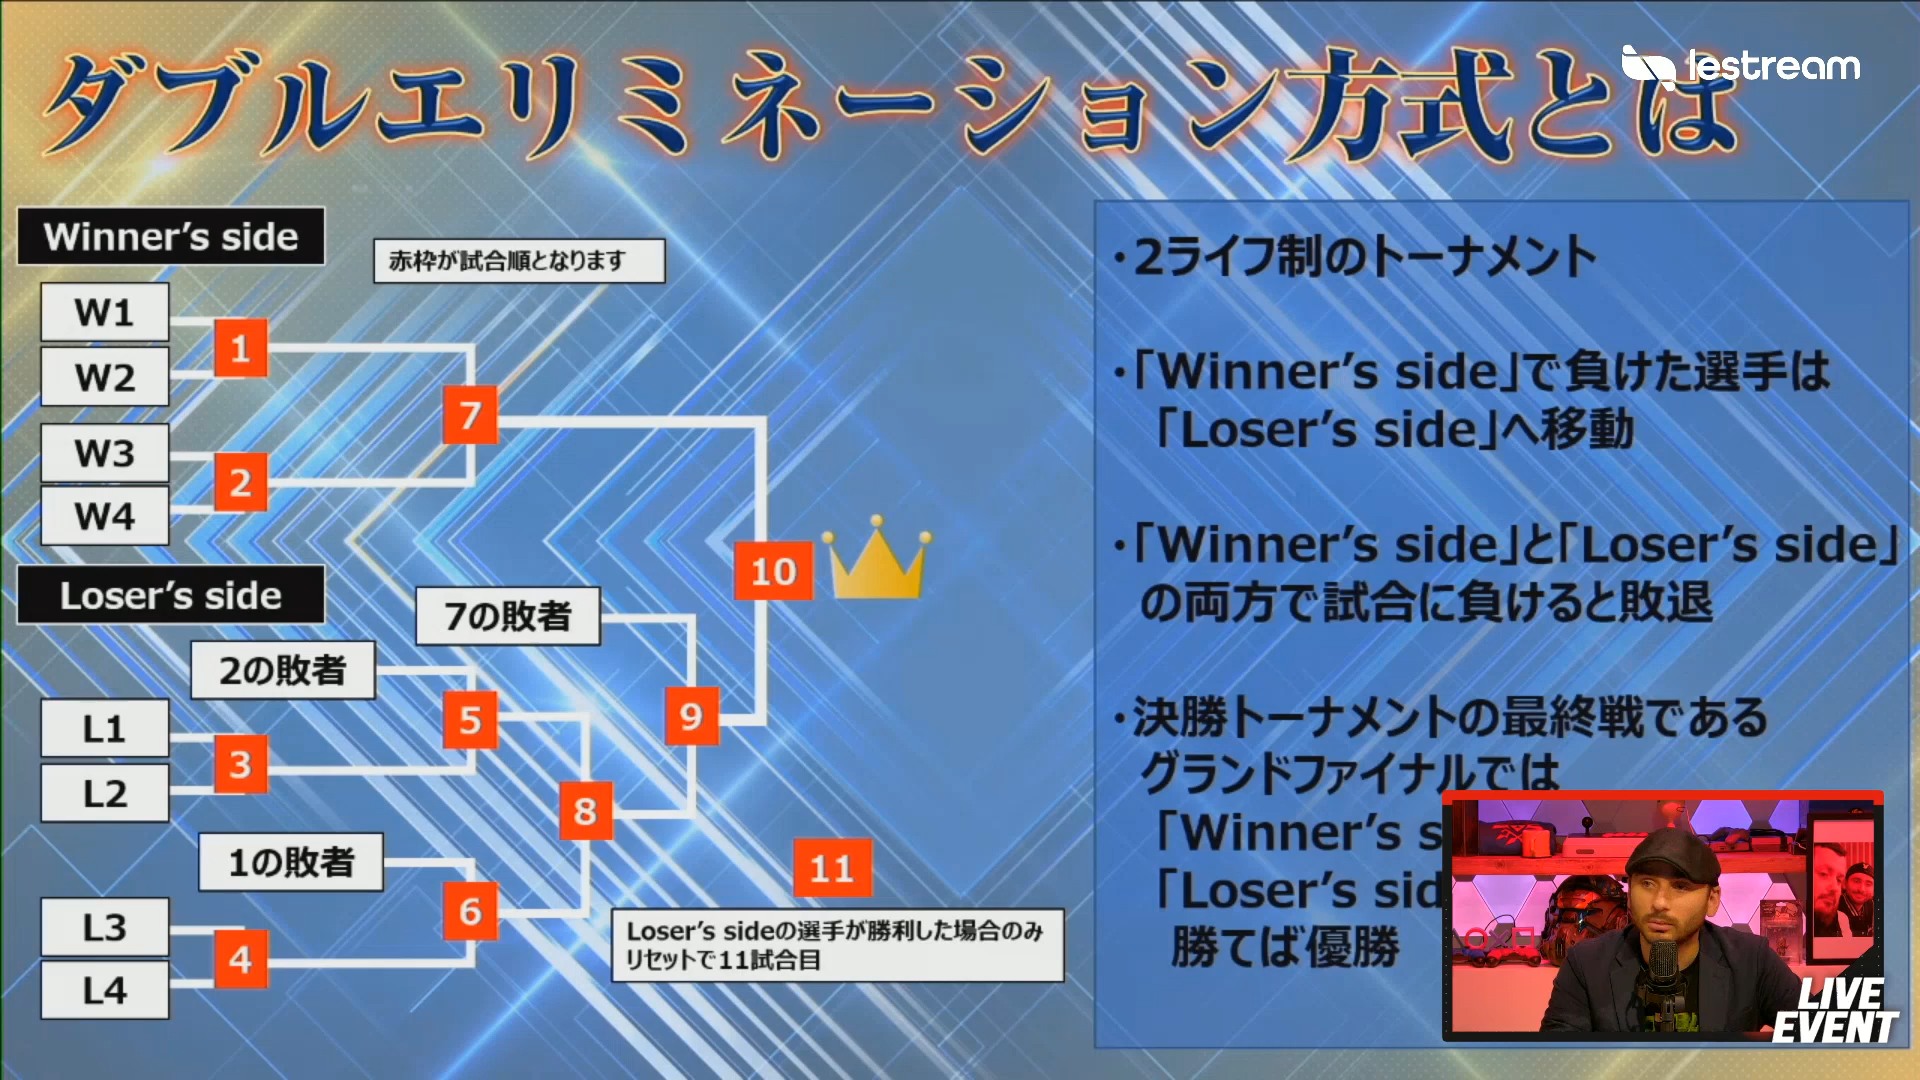 ダブルエリミネーション方式とは
lestream
Winner's side
赤枠が試合順となります
W1
W2
W3
W4
1
2
7
10
Loser's side
7の敗者
2の敗者
L1
L2
3
5
9
8
1の敗者
L3
L4
4
6
11
Loser's sideの選手が勝利した場合のみ
リセットで11試合目
・2ライフ制のトーナメント
・「Winner's side」で負けた選手は
「Loser's side」へ移動
・「Winner's side」と「Loser's side」
の両方で試合に負けると敗退
・決勝トーナメントの最終戦である
グランドファイナルでは
「Winner's s
「Loser's sid
勝てば優勝
LIVE
EVENT